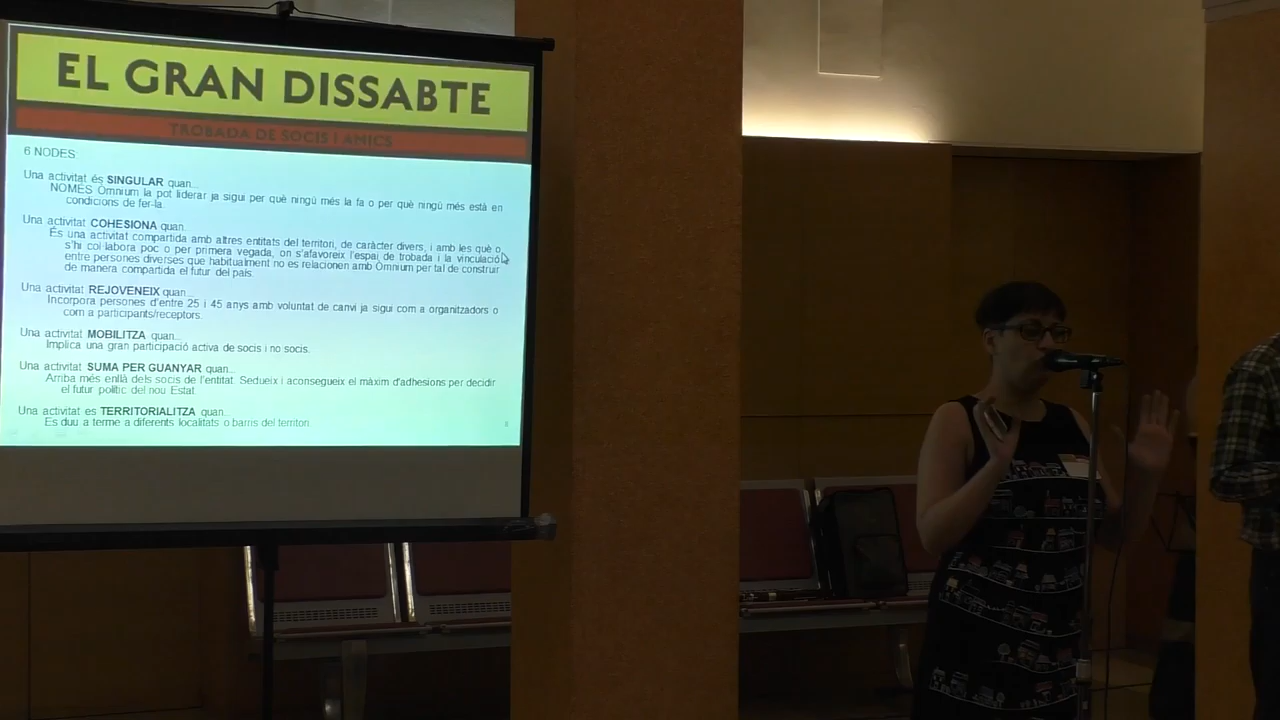 EL GRAN DISSABTE
TROBADA DE SOCIS I AMICS
6 NODES
Una activitat és SINGULAR quan...
NOMÉS Òmnium la pot liderar ja sigui per què ningú més la fa o per què ningú més està en
condicions de fer-la.
Una activitat COHESIONA quan...
És una activitat compartida amb altres entitats del territori, de caràcter divers, i amb les què o
s'hi col·labora poc o per primera vegada, on s'afavoreix l'espai de trobada i la vinculació
entre persones diverses que habitualment no es relacionen amb Òmnium per tal de construir
de manera compartida el futur del país.
Una activitat REJOVENEIX quan...
Incorpora persones d'entre 25 i 45 anys amb voluntat de canvi ja sigui com a organitzadors o
com a participants/receptors.
Una activitat MOBILITZA quan...
Implica una gran participació activa de socis i no socis.
Una activitat SUMA PER GUANYAR quan...
Arriba més enllà dels socis de l'entitat. Sedueix i aconsegueix el màxim d'adhesions per decidir
el futur polític del nou Estat.
Una activitat es TERRITORIALITZA quan...
Es duu a terme a diferents localitats o barris del territori.